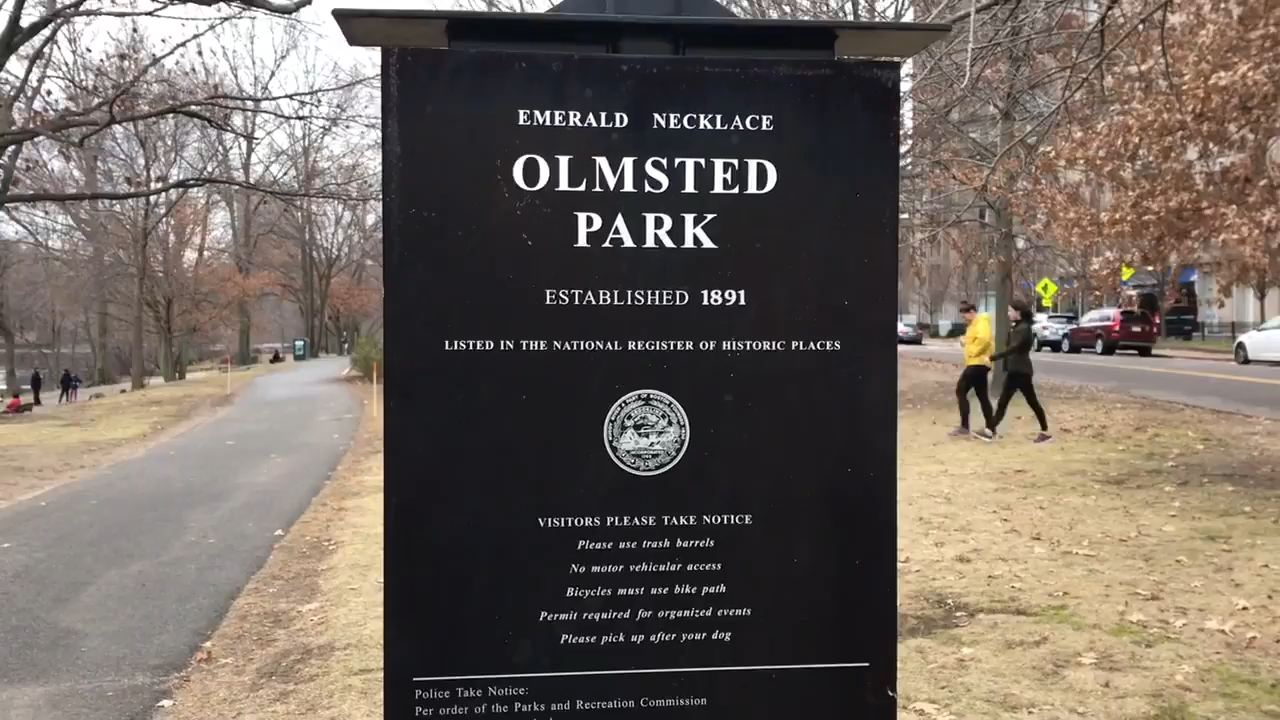 EMERALD NECKLACE
OLMSTED
PARK
ESTABLISHED 1891
LISTED IN THE NATIONAL REGISTER OF HISTORIC PLACES
VISITORS PLEASE TAKE NOTICE
Please use trash barrels
No motor vehicular access
Bicycles must use bike path
Permit required for organized events
Please pick up after your dog
Police Take Notice:
Per order of the Parks and Recreation Commission